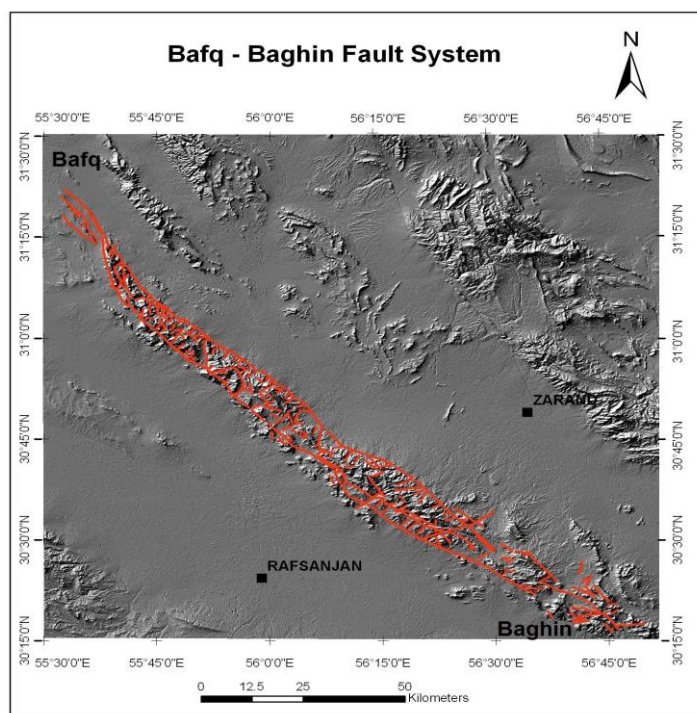 Bafq - Baghin Fault System
N
55°30'0"E 55°45'0"E 56°0'0"E 56°15'0"E 56°30'0"E 56°45'0"E
31°30'0"N 31°30'0"N
Bafq
31°15'0"N 31°15'0"N
31°0'0"N 31°0'0"N
ZARAND
30°45'0"N 30°45'0"N
30°30'0"N 30°30'0"N
RAFSANJAN
Baghin
30°15'0"N 30°15'0"N
55°30'0"E 55°45'0"E 56°0'0"E 56°15'0"E 56°30'0"E 56°45'0"E
0 12.5 25 50
Kilometers